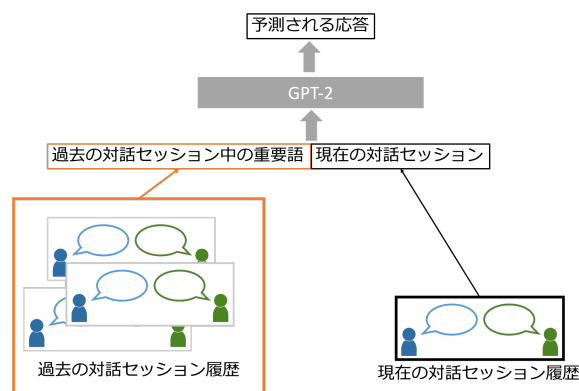 予測される応答
GPT-2
過去の対話セッション中の重要語 現在の対話セッション
過去の対話セッション履歴
現在の対話セッション履歴